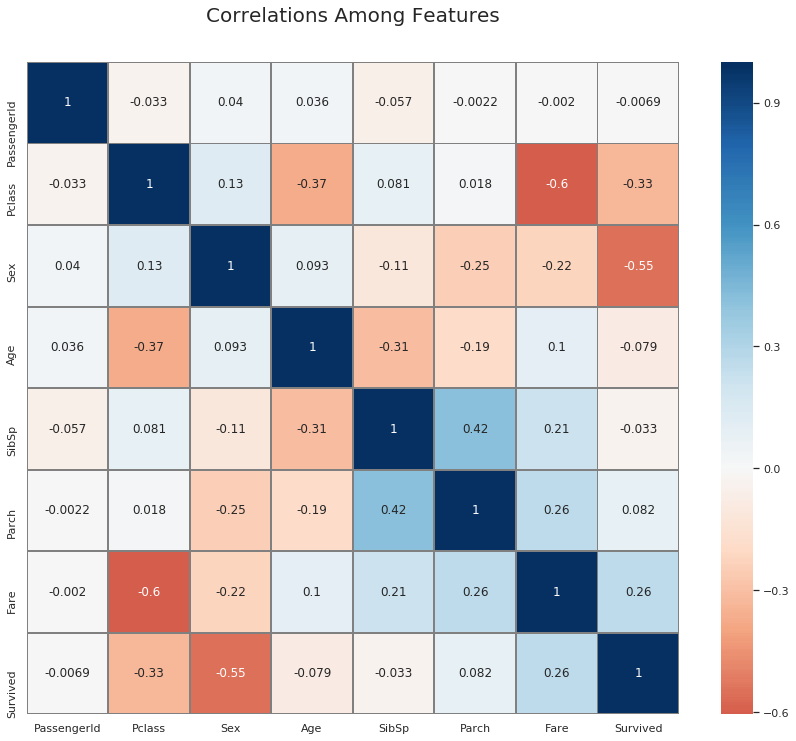 Correlations Among Features
PassengerId 1 -0.033 0.04 0.036 -0.057 -0.0022 -0.002 -0.0069
Pclass -0.033 1 0.13 -0.37 0.081 0.018 -0.6 -0.33
Sex 0.04 0.13 1 0.093 -0.11 -0.25 -0.22 -0.55
Age 0.036 -0.37 0.093 1 -0.31 -0.19 0.1 -0.079
SibSp -0.057 0.081 -0.11 -0.31 1 0.42 0.21 -0.033
Parch -0.0022 0.018 -0.25 -0.19 0.42 1 0.26 0.082
Fare -0.002 -0.6 -0.22 0.1 0.21 0.26 1 0.26
Survived -0.0069 -0.33 -0.55 -0.079 -0.033 0.082 0.26 1
PassengerId Pclass Sex Age SibSp Parch Fare Survived
0.9
0.6
0.3
0.0
−0.3
−0.6